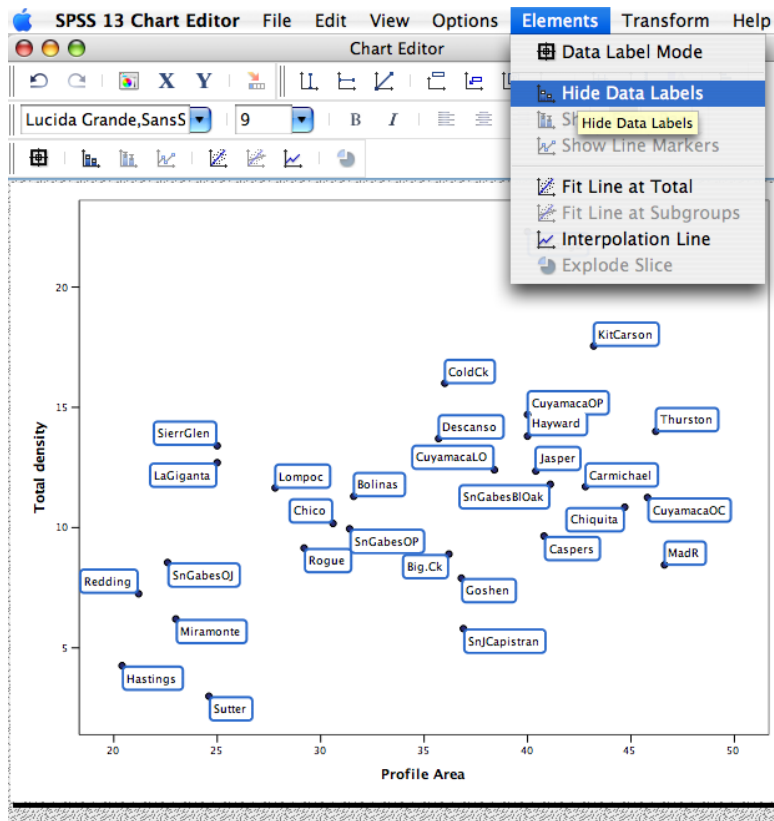 SPSS 13 Chart Editor File Edit View Options Elements Transform Help
Chart Editor
Data Label Mode
X Y
Hide Data Labels
Lucida Grande,SansS 9 B I
Sh
Hide Data Labels
Show Line Markers
Fit Line at Total
Fit Line at Subgroups
Interpolation Line
Explode Slice
20
KitCarson
ColdCk
CuyamacaOP
15
Thurston
Hayward
Descanso
SierrGlen
CuyamacaLO
Jasper
LaGiganta
Lompoc
Carmichael
Bolinas
SnGabesBlOak
Total density
Chico
Chiquita
CuyamacaOC
10
SnGabesOP
Caspers
MadR
Rogue
Big.Ck
Redding
SnGabesOJ
Goshen
Miramonte
5
SnJCapistran
Hastings
Sutter
20 25 30 35 40 45 50
Profile Area